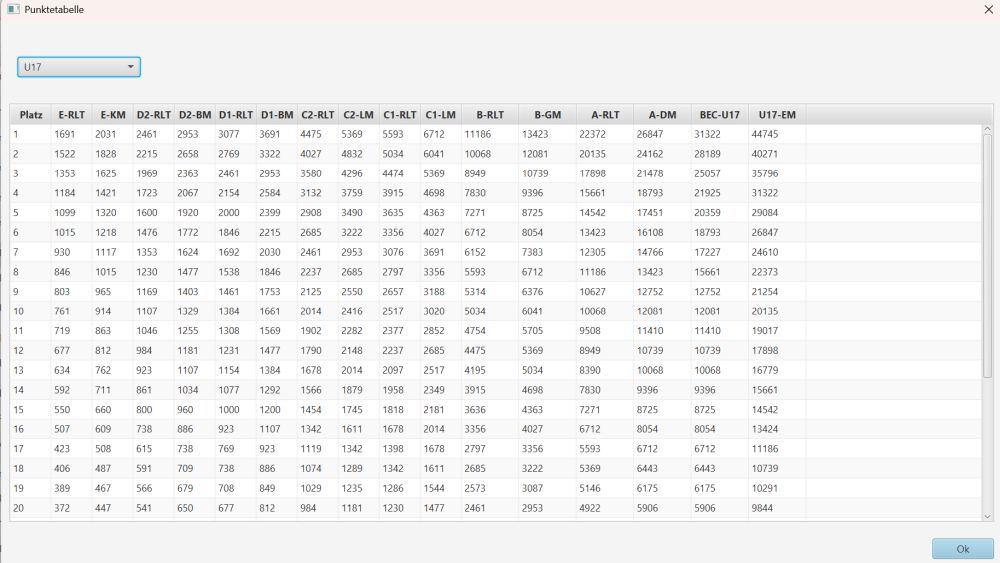 Punktetabelle
U17
Platz E-RLT E-KM D2-RLT D2-BM D1-RLT D1-BM C2-RLT C2-LM C1-RLT C1-LM B-RLT B-GM A-RLT A-DM BEC-U17 U17-EM
1 1691 2031 2461 2953 3077 3691 4475 5369 5593 6712 11186 13423 22372 26847 31322 44745
2 1522 1828 2215 2658 2769 3322 4027 4832 5034 6041 10068 12081 20135 24162 28189 40271
3 1353 1625 1969 2363 2461 2953 3580 4296 4474 5369 8949 10739 17898 21478 25057 35796
4 1184 1421 1723 2067 2154 2584 3132 3759 3915 4698 7830 9396 15661 18793 21925 31322
5 1099 1320 1600 1920 2000 2399 2908 3490 3635 4363 7271 8725 14542 17451 20359 29084
6 1015 1218 1476 1772 1846 2215 2685 3222 3356 4027 6712 8054 13423 16108 18793 26847
7 930 1117 1353 1624 1692 2030 2461 2953 3076 3691 6152 7383 12305 14766 17227 24610
8 846 1015 1230 1477 1538 1846 2237 2685 2797 3356 5593 6712 11186 13423 15661 22373
9 803 965 1169 1403 1461 1753 2125 2550 2657 3188 5314 6376 10627 12752 12752 21254
10 761 914 1107 1329 1384 1661 2014 2416 2517 3020 5034 6041 10068 12081 12081 20135
11 719 863 1046 1255 1308 1569 1902 2282 2377 2852 4754 5705 9508 11410 11410 19017
12 677 812 984 1181 1231 1477 1790 2148 2237 2685 4475 5369 8949 10739 10739 17898
13 634 762 923 1107 1154 1384 1678 2014 2097 2517 4195 5034 8390 10068 10068 16779
14 592 711 861 1034 1077 1292 1566 1879 1958 2349 3915 4698 7830 9396 9396 15661
15 550 660 800 960 1000 1200 1454 1745 1818 2181 3636 4363 7271 8725 8725 14542
16 507 609 738 886 923 1107 1342 1611 1678 2014 3356 4027 6712 8054 8054 13424
17 423 508 615 738 769 923 1119 1342 1398 1678 2797 3356 5593 6712 6712 11186
18 406 487 591 709 738 886 1074 1289 1342 1611 2685 3222 5369 6443 6443 10739
19 389 467 566 679 708 849 1029 1235 1286 1544 2573 3087 5146 6175 6175 10291
20 372 447 541 650 677 812 984 1181 1230 1477 2461 2953 4922 5906 5906 9844
Ok